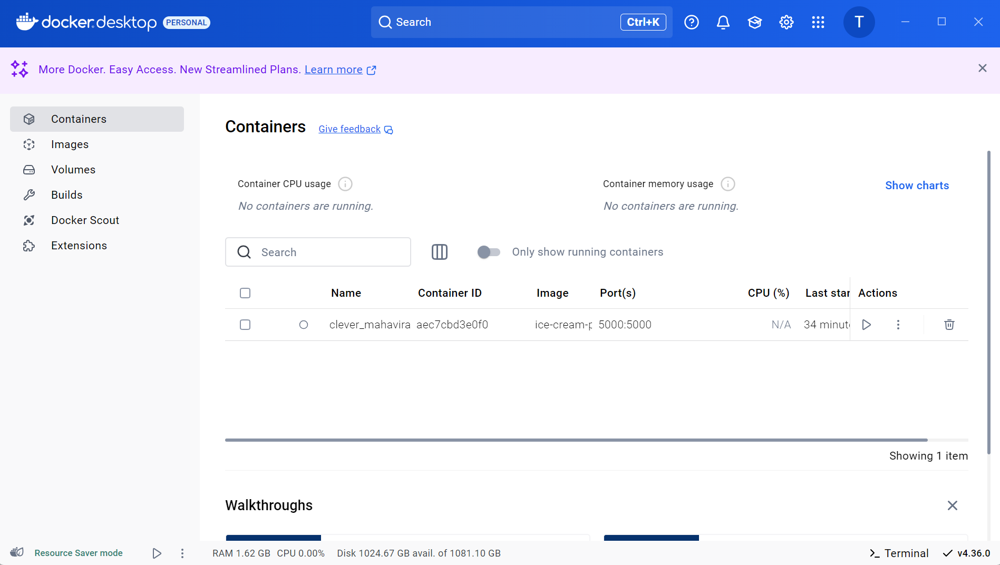 docker.desktop PERSONAL
Search Ctrl+K
T
More Docker. Easy Access. New Streamlined Plans. Learn more
Containers
Images
Volumes
Builds
Docker Scout
Extensions
Containers Give feedback
Container CPU usage
No containers are running.
Container memory usage
No containers are running.
Show charts
Search
Only show running containers
Name Container ID Image Port(s) CPU (%) Last star Actions
clever_mahavira aec7cbd3e0f0 ice-cream-p 5000:5000 N/A 34 minut
Showing 1 item
Walkthroughs
Resource Saver mode RAM 1.62 GB CPU 0.00% Disk 1024.67 GB avail. of 1081.10 GB Terminal v4.36.0